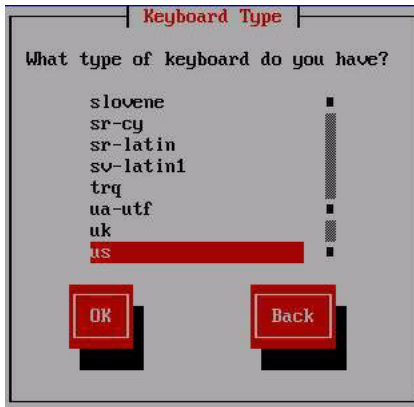 Keyboard Type
What type of keyboard do you have?
slovene
sr-cy
sr-latin
sv-latin1
trq
ua-utf
uk
us
OK Back